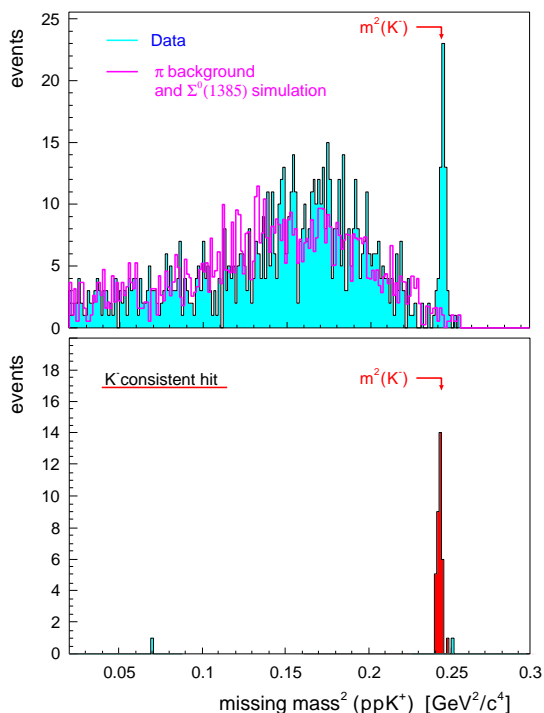 events
25
20
15
10
5
0
Data
π background
and Σ⁰(1385) simulation
m²(K⁻)
events
18
16
14
12
10
8
6
4
2
0
K⁻consistent hit
m²(K⁻)
0.05 0.1 0.15 0.2 0.25 0.3
missing mass² (ppK⁺) [GeV²/c⁴]